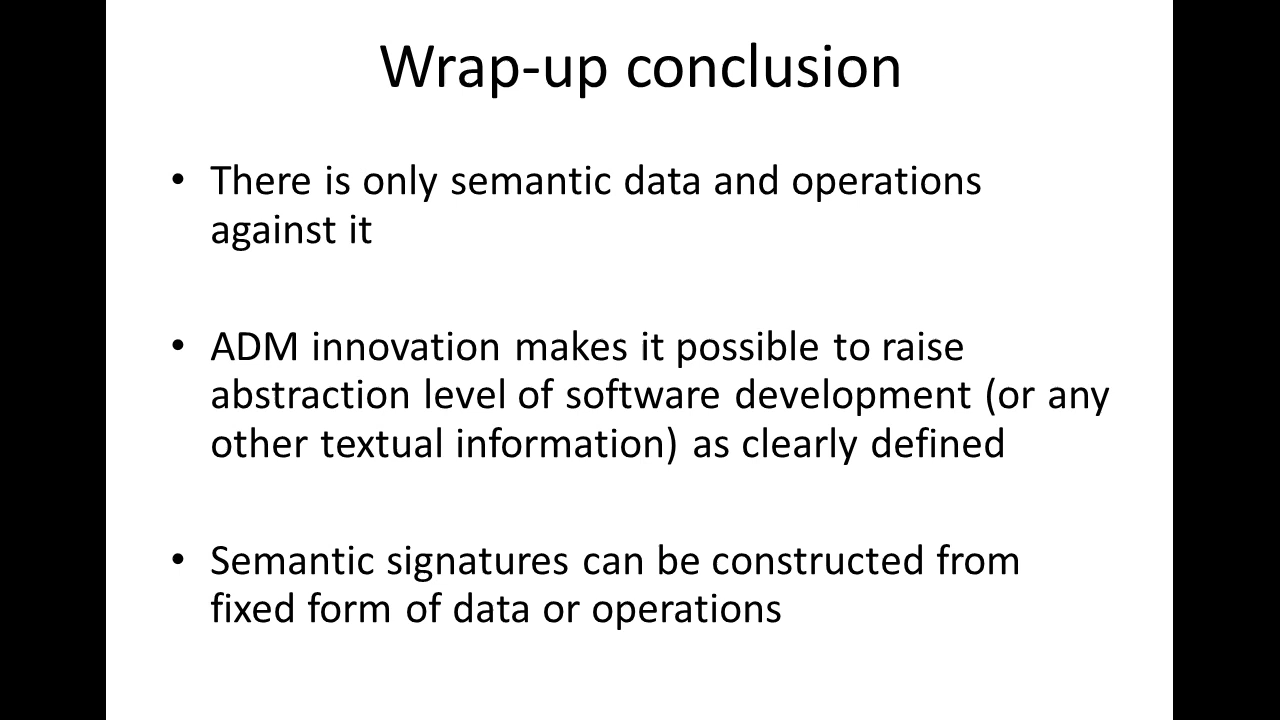 Wrap-up conclusion
• There is only semantic data and operations
against it
• ADM innovation makes it possible to raise
abstraction level of software development (or any
other textual information) as clearly defined
• Semantic signatures can be constructed from
fixed form of data or operations